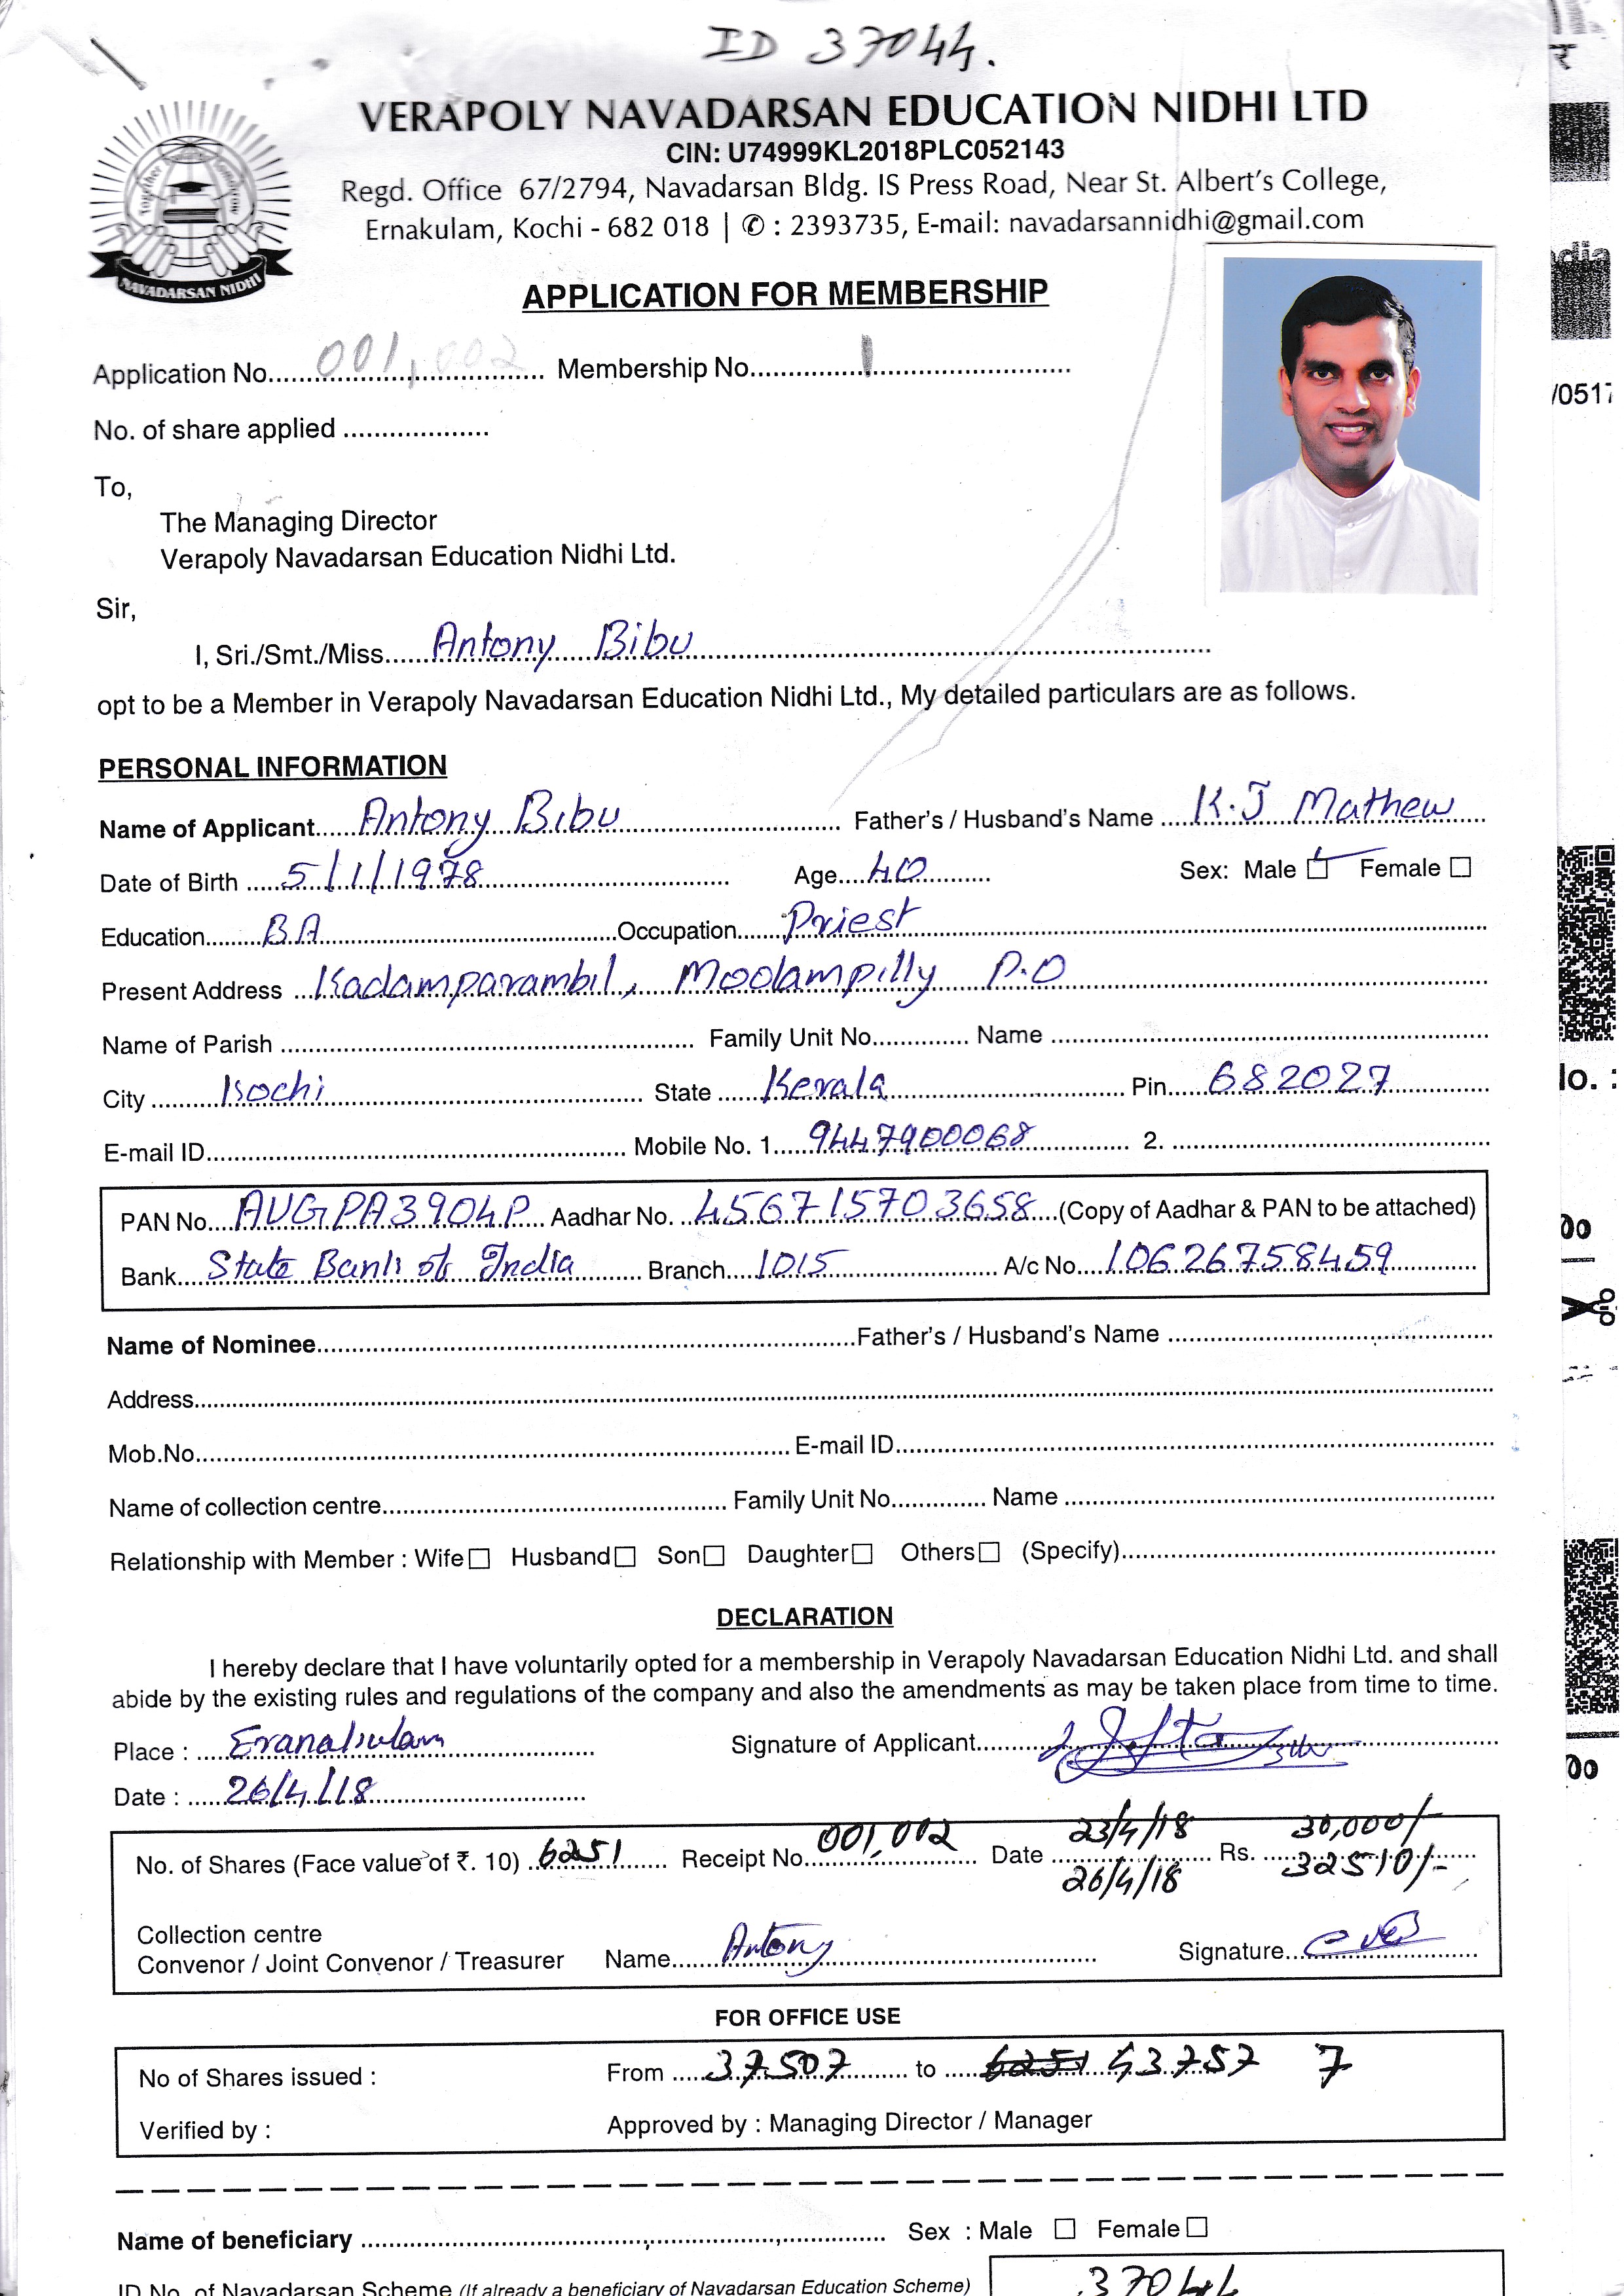 ID 37044.
VERAPOLY NAVADARSAN EDUCATION NIDHI LTD
CIN: U74999KL2018PLC052143
Regd. Office 67/2794, Navadarsan Bldg. IS Press Road, Near St. Albert's College,
Ernakulam, Kochi - 682 018 | ✆ : 2393735, E-mail: navadarsannidhi@gmail.com
NAVADARSAN NIDHI
APPLICATION FOR MEMBERSHIP
Application No. 001, 002 Membership No. 1
/0517
No. of share applied
To,
The Managing Director
Verapoly Navadarsan Education Nidhi Ltd.
Sir,
I, Sri./Smt./Miss. Antony Bibu
opt to be a Member in Verapoly Navadarsan Education Nidhi Ltd., My detailed particulars are as follows.
PERSONAL INFORMATION
Name of Applicant Antony Bibu Father's / Husband's Name K.J Mathew
Date of Birth 5/1/1978 Age 40 Sex: Male ☑ Female ☐
Education BA Occupation Priest
Present Address Kadamparambil, Moolampilly P.O
Name of Parish Family Unit No. Name
City Kochi State Kerala Pin 682027
E-mail ID Mobile No. 1 9447900068 2.
PAN No. AVGPA3904P Aadhar No. 456715703658 (Copy of Aadhar & PAN to be attached)
Bank State Bank of India Branch 1015 A/c No. 10626758459
Name of Nominee Father's / Husband's Name
Address
Mob.No. E-mail ID
Name of collection centre Family Unit No. Name
Relationship with Member : Wife ☐ Husband ☐ Son ☐ Daughter ☐ Others ☐ (Specify)
DECLARATION
I hereby declare that I have voluntarily opted for a membership in Verapoly Navadarsan Education Nidhi Ltd. and shall
abide by the existing rules and regulations of the company and also the amendments as may be taken place from time to time.
Place : Eranakulam Signature of Applicant
Date : 26/4/18
No. of Shares (Face value of ₹. 10) 6251 Receipt No. 001,002 Date 23/4/18 Rs. 30,000/-
26/4/18 32510/-
Collection centre
Convenor / Joint Convenor / Treasurer Name Antony Signature
FOR OFFICE USE
No of Shares issued : From 37507 to 6251 43757 7
Verified by : Approved by : Managing Director / Manager
Name of beneficiary Sex : Male ☐ Female ☐
ID No. of Navadarsan Scheme (If already a beneficiary of Navadarsan Education Scheme) 37044